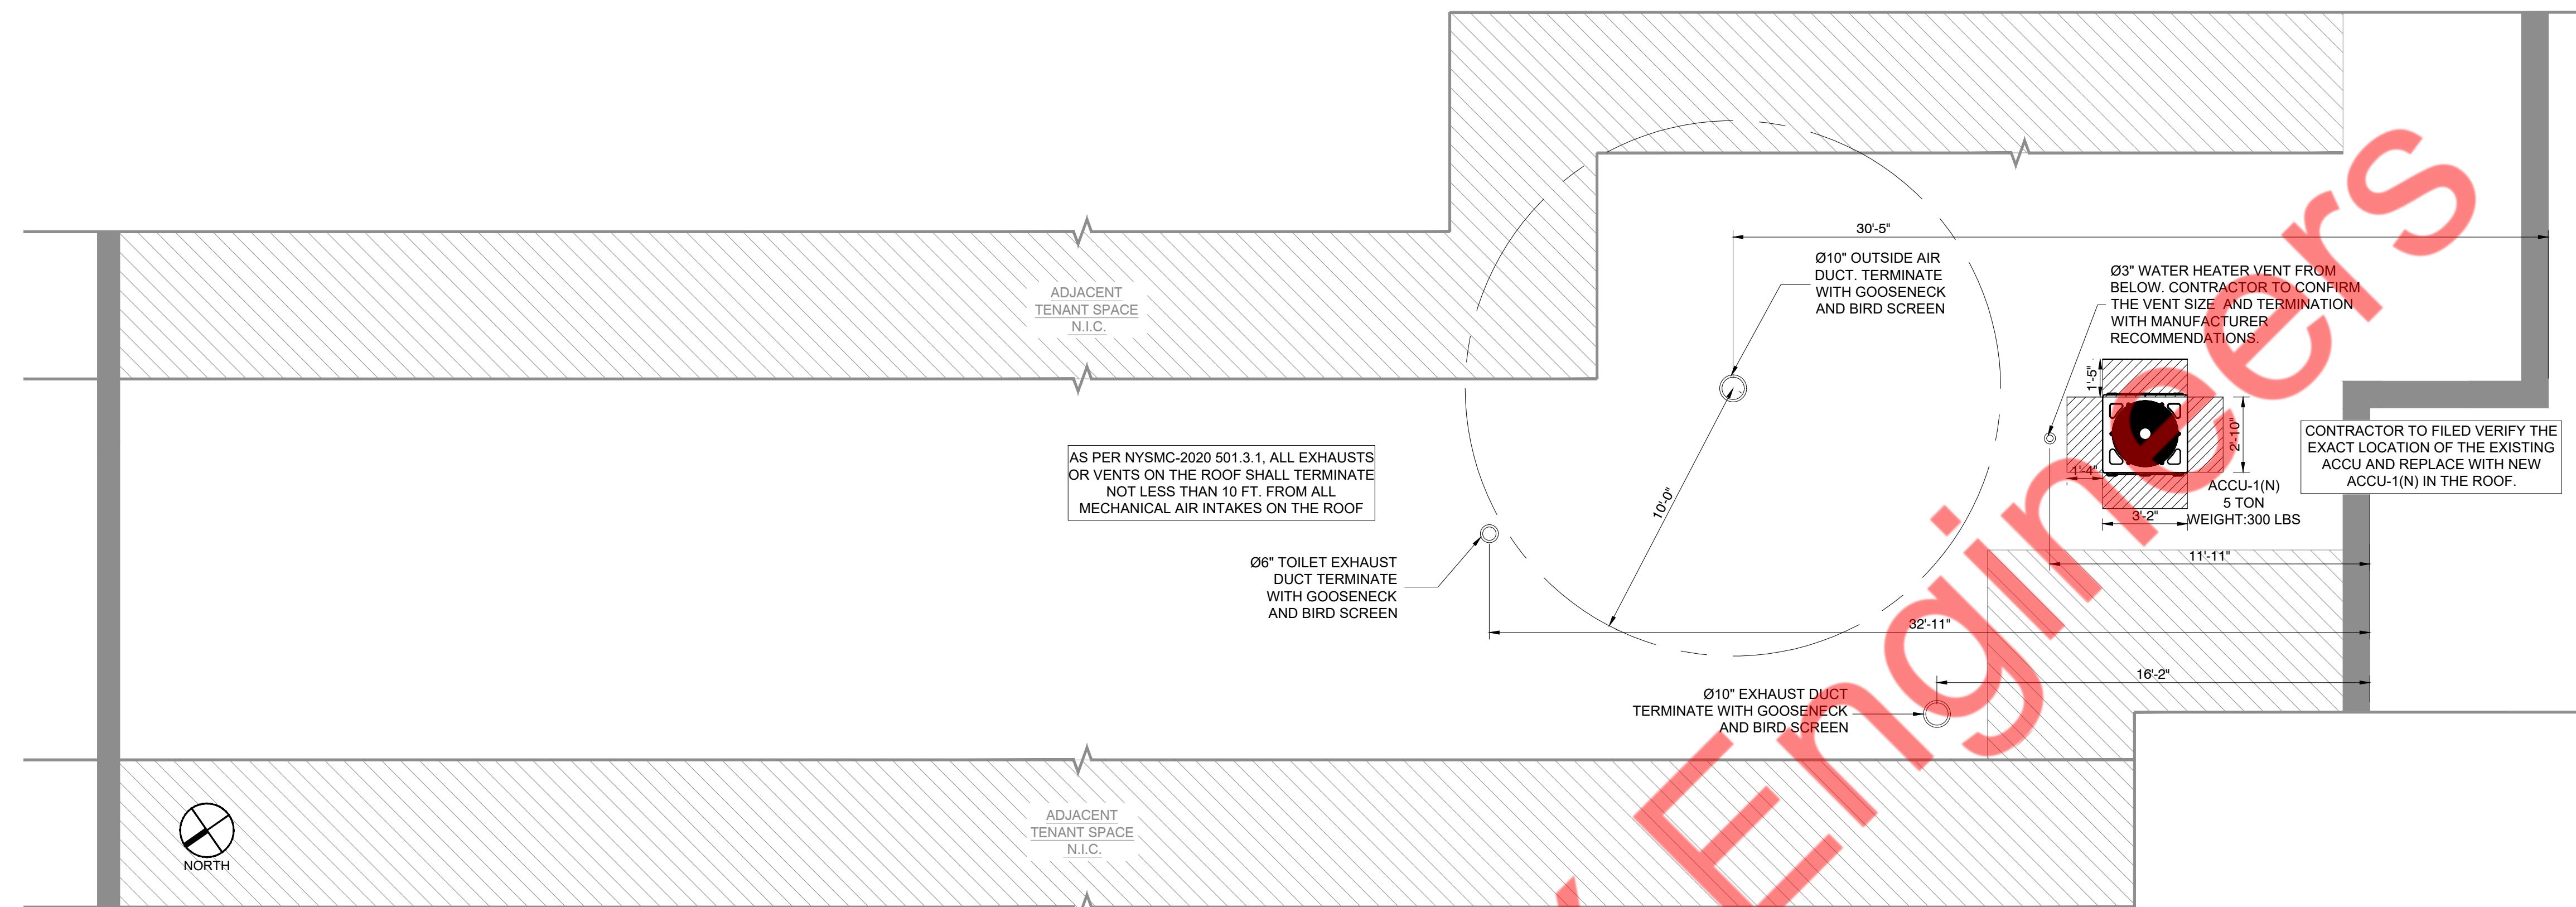 30'-5"
Ø10" OUTSIDE AIR
DUCT. TERMINATE
WITH GOOSENECK
AND BIRD SCREEN
Ø3" WATER HEATER VENT FROM
BELOW. CONTRACTOR TO CONFIRM
THE VENT SIZE AND TERMINATION
WITH MANUFACTURER
RECOMMENDATIONS.
ADJACENT
TENANT SPACE
N.I.C.
1'-5"
2'-10"
1'-4"
3'-2"
ACCU-1(N)
5 TON
WEIGHT:300 LBS
CONTRACTOR TO FILED VERIFY THE
EXACT LOCATION OF THE EXISTING
ACCU AND REPLACE WITH NEW
ACCU-1(N) IN THE ROOF.
AS PER NYSMC-2020 501.3.1, ALL EXHAUSTS
OR VENTS ON THE ROOF SHALL TERMINATE
NOT LESS THAN 10 FT. FROM ALL
MECHANICAL AIR INTAKES ON THE ROOF
10'-0"
11'-11"
Ø6" TOILET EXHAUST
DUCT TERMINATE
WITH GOOSENECK
AND BIRD SCREEN
32'-11"
16'-2"
Ø10" EXHAUST DUCT
TERMINATE WITH GOOSENECK
AND BIRD SCREEN
ADJACENT
TENANT SPACE
N.I.C.
NORTH
Engineers